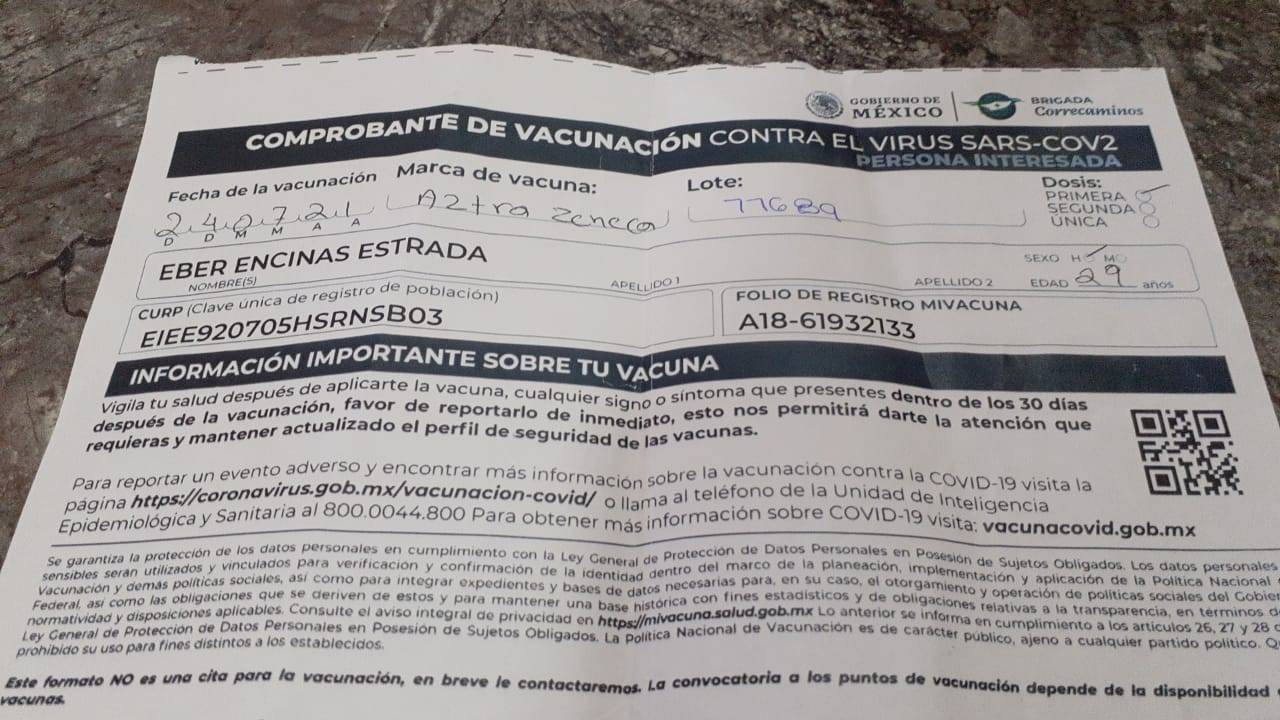 GOBIERNO DE
MÉXICO
BRIGADA
Correcaminos
COMPROBANTE DE VACUNACIÓN CONTRA EL VIRUS SARS-COV2
PERSONA INTERESADA
Fecha de la vacunación Marca de vacuna: Lote: Dosis:
24 07 21 Aztra Zeneca 77689 PRIMERA
D D M M A A SEGUNDA
ÚNICA
EBER ENCINAS ESTRADA SEXO H M
NOMBRE(S) APELLIDO 1 APELLIDO 2 EDAD 29 años
CURP (Clave única de registro de población) FOLIO DE REGISTRO MIVACUNA
EIEE920705HSRNSB03 A18-61932133
INFORMACIÓN IMPORTANTE SOBRE TU VACUNA
Vigila tu salud después de aplicarte la vacuna, cualquier signo o síntoma que presentes dentro de los 30 días
después de la vacunación, favor de reportarlo de inmediato, esto nos permitirá darte la atención que
requieras y mantener actualizado el perfil de seguridad de las vacunas.
Para reportar un evento adverso y encontrar más información sobre la vacunación contra la COVID-19 visita la
página https://coronavirus.gob.mx/vacunacion-covid/ o llama al teléfono de la Unidad de Inteligencia
Epidemiológica y Sanitaria al 800.0044.800 Para obtener más información sobre COVID-19 visita: vacunacovid.gob.mx
Se garantiza la protección de los datos personales en cumplimiento con la Ley General de Protección de Datos Personales en Posesión de Sujetos Obligados. Los datos personales
sensibles serán utilizados y vinculados para verificación y confirmación de la identidad dentro del marco de la planeación, implementación y aplicación de la Política Nacional
Vacunación y demás políticas sociales, así como para integrar expedientes y bases de datos necesarias para, en su caso, el otorgamiento y operación de políticas sociales del
Federal, así como las obligaciones que se deriven de estos y para mantener una base histórica con fines estadísticos y de obligaciones relativas a la transparencia, en términos
normatividad y disposiciones aplicables. Consulte el aviso integral de privacidad en https://mivacuna.salud.gob.mx Lo anterior se informa en cumplimiento a los artículos 26, 27 y 28
Ley General de Protección de Datos Personales en Posesión de Sujetos Obligados. La Política Nacional de Vacunación es de carácter público, ajeno a cualquier partido político.
prohibido su uso para fines distintos a los establecidos.
Este formato NO es una cita para la vacunación, en breve le contactaremos. La convocatoria a los puntos de vacunación depende de la disponibilidad
vacunas.